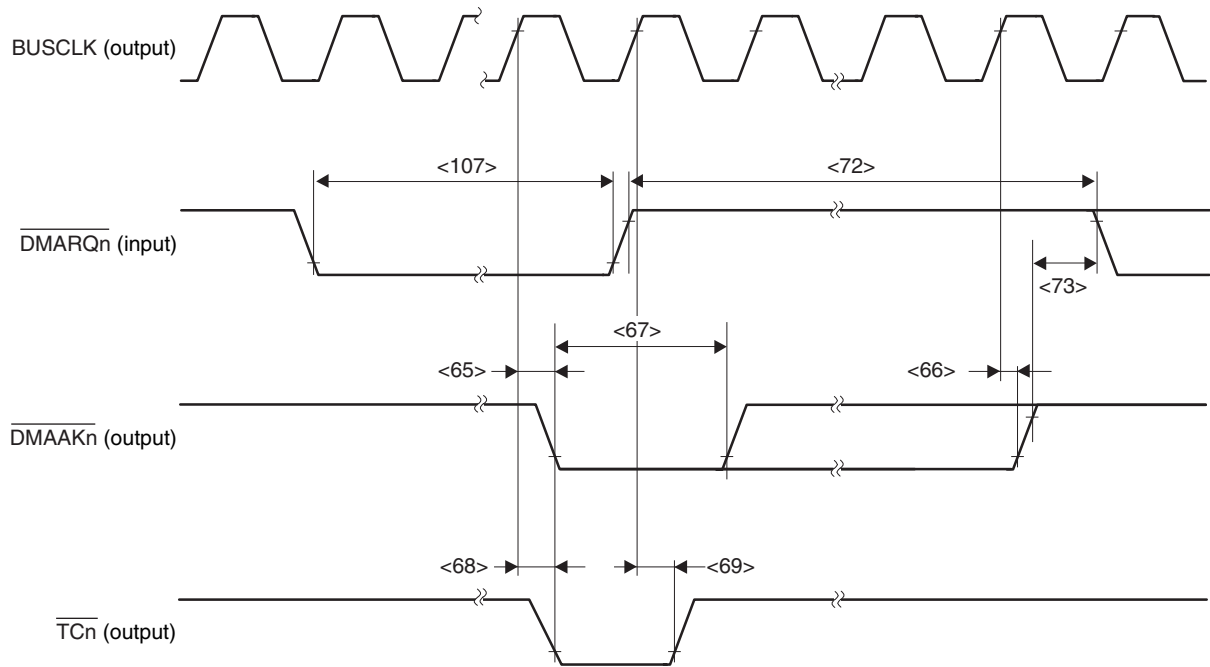 BUSCLK (output)
<107>
<72>
DMARQn (input)
<73>
<67>
<65>
<66>
DMAAKn (output)
<68>
<69>
TCn (output)